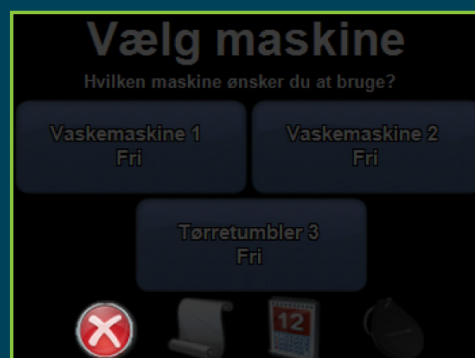 Vælg maskine
Hvilken maskine ønsker du at bruge?
Vaskemaskine 1
Fri
Vaskemaskine 2
Fri
Tørretumbler 3
Fri
12